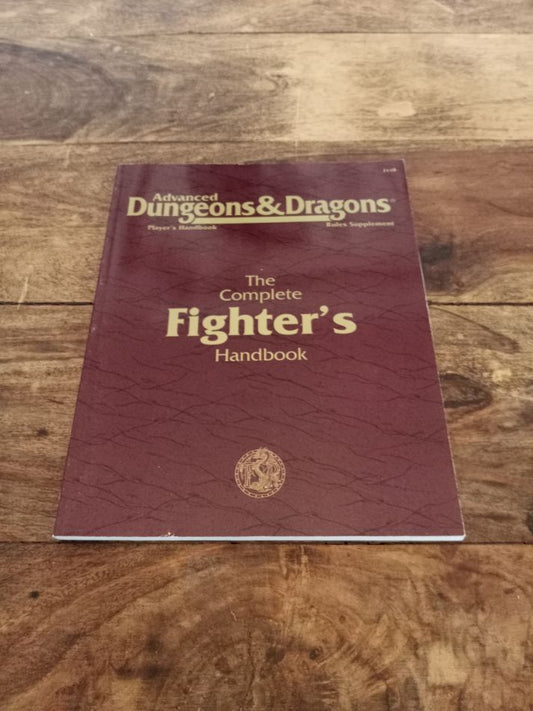 Advanced
Dungeons & Dragons®
Player's Handbook Rules Supplement
The
Complete
Fighter's
Handbook